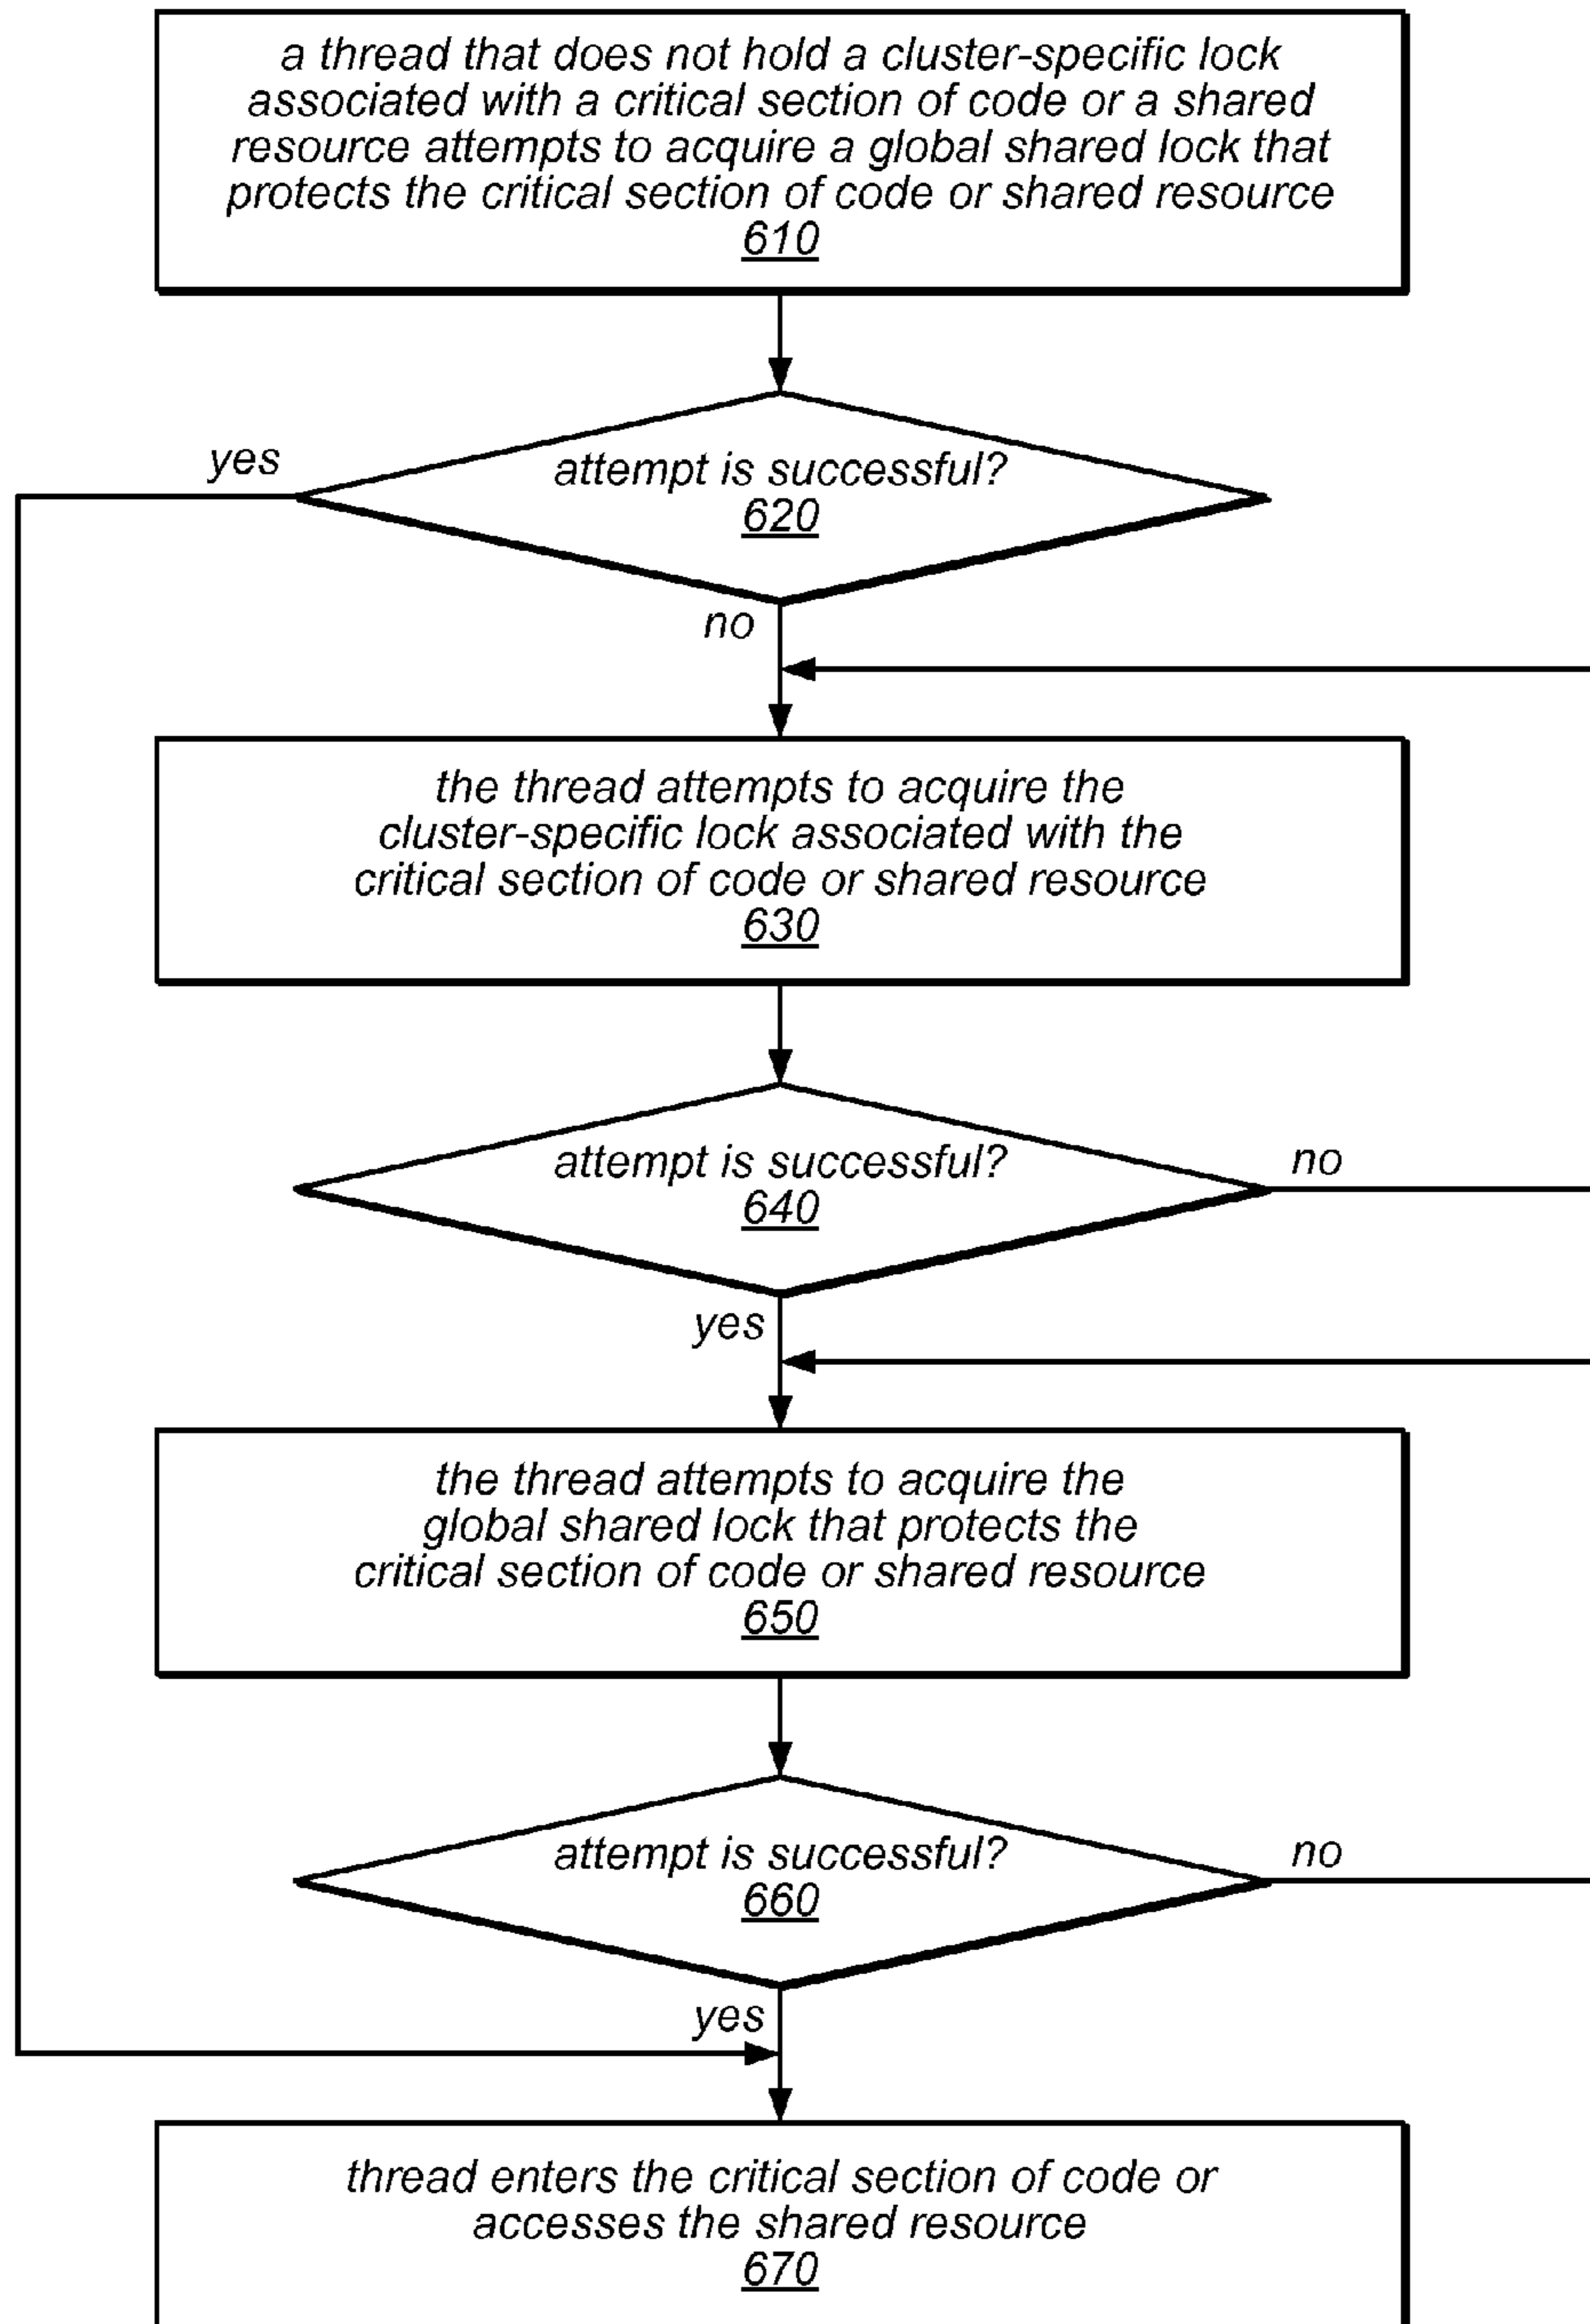 a thread that does not hold a cluster-specific lock
associated with a critical section of code or a shared
resource attempts to acquire a global shared lock that
protects the critical section of code or shared resource
610
yes
attempt is successful?
620
no
the thread attempts to acquire the
cluster-specific lock associated with the
critical section of code or shared resource
630
attempt is successful?
640
no
yes
the thread attempts to acquire the
global shared lock that protects the
critical section of code or shared resource
650
attempt is successful?
660
no
yes
thread enters the critical section of code or
accesses the shared resource
670